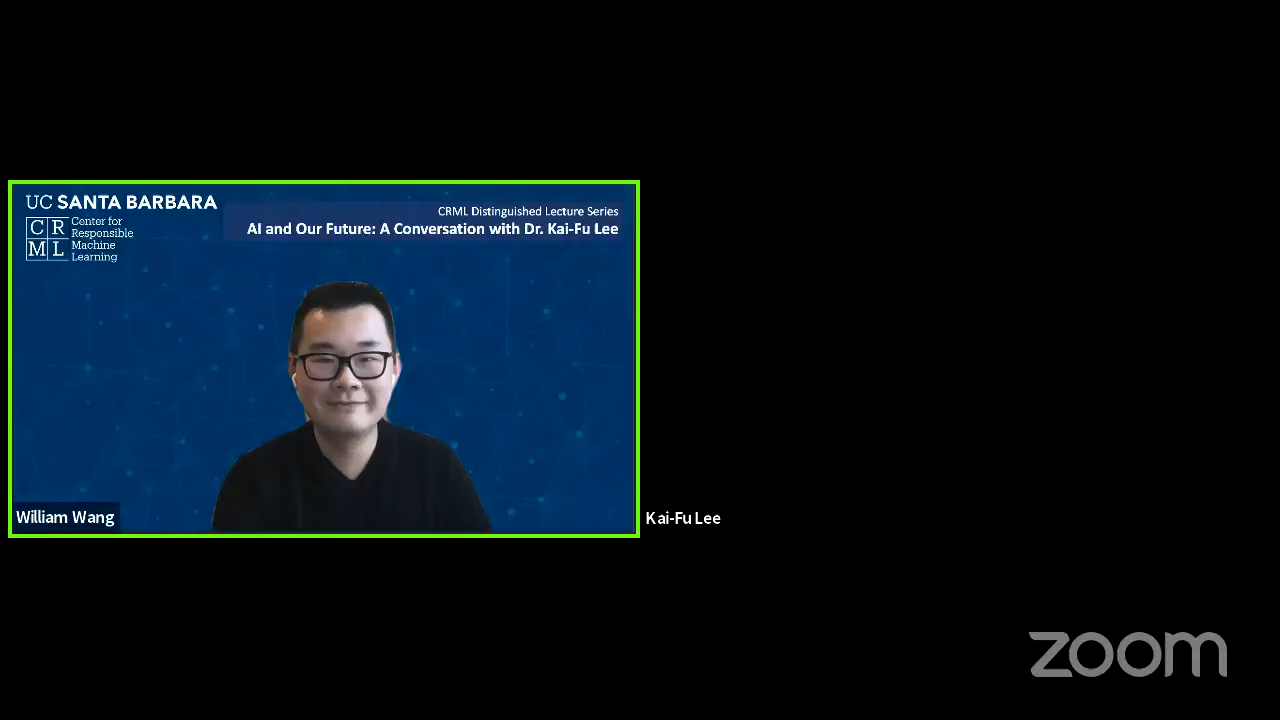 UC SANTA BARBARA
C R
M L
Center for
Responsible
Machine
Learning
CRML Distinguished Lecture Series
AI and Our Future: A Conversation with Dr. Kai-Fu Lee
William Wang
Kai-Fu Lee
zoom